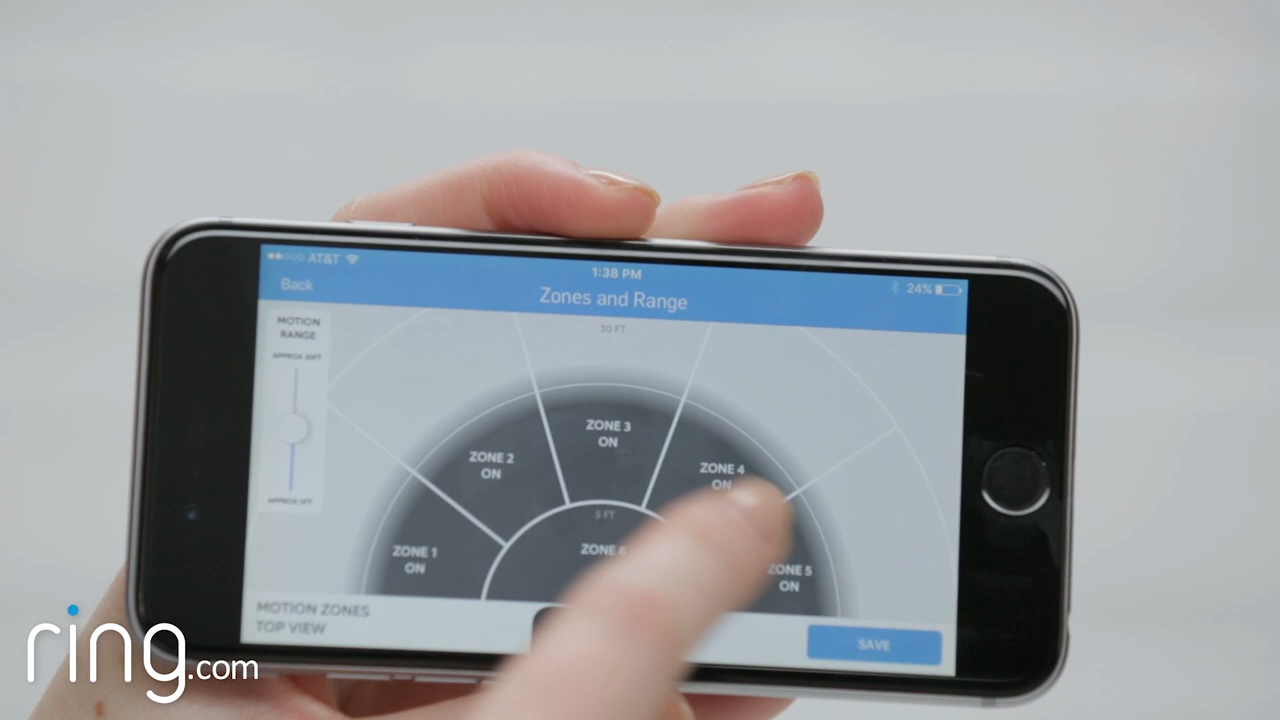 AT&T
1:38 PM
24%
Back
Zones and Range
MOTION
RANGE
APPROX 30FT
APPROX 5FT
30 FT
ZONE 3
ON
ZONE 2
ON
ZONE 4
ON
5 FT
ZONE 1
ON
ZONE
ZONE 5
ON
MOTION ZONES
TOP VIEW
SAVE
ring.com